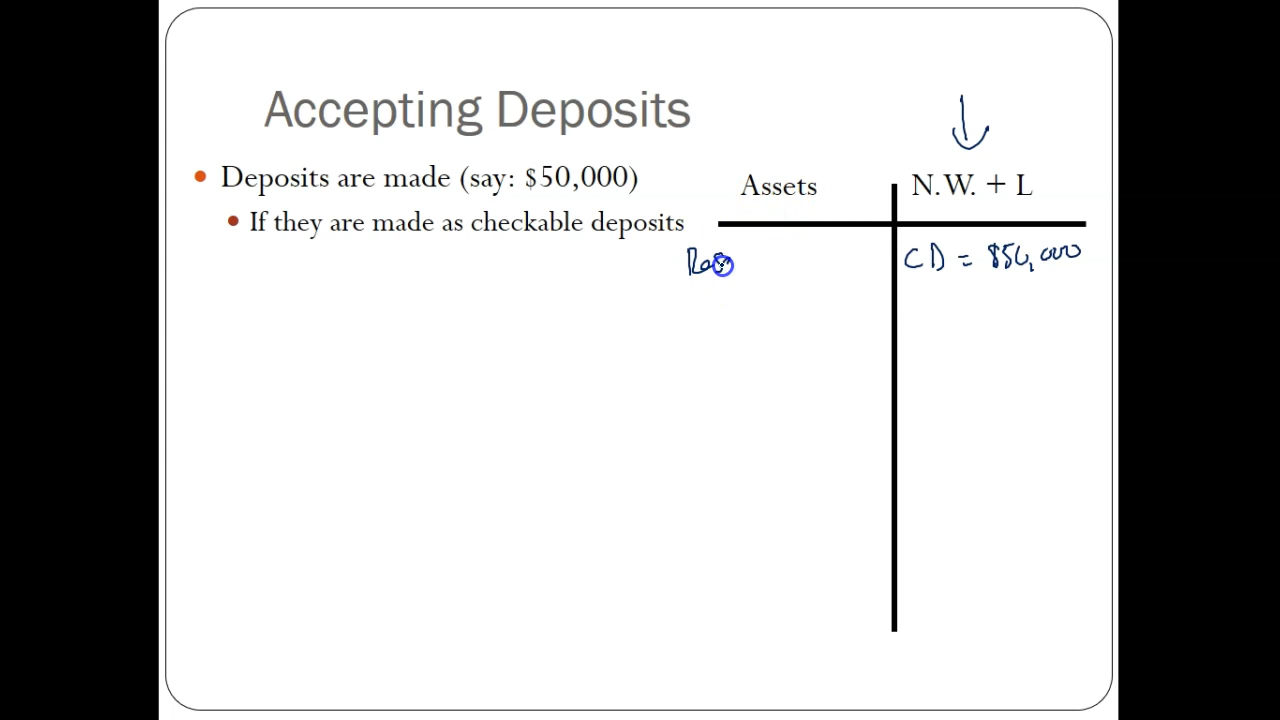 Accepting Deposits
Deposits are made (say: $50,000)
If they are made as checkable deposits
Assets
N.W. + L
Res
CD = $50,000